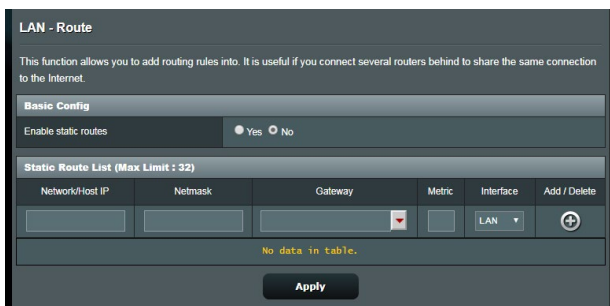 LAN - Route
This function allows you to add routing rules into. It is useful if you connect several routers behind to share the same connection
to the Internet.
Basic Config
Enable static routes Yes No
Static Route List (Max Limit : 32)
Network/Host IP Netmask Gateway Metric Interface Add / Delete
LAN
No data in table.
Apply